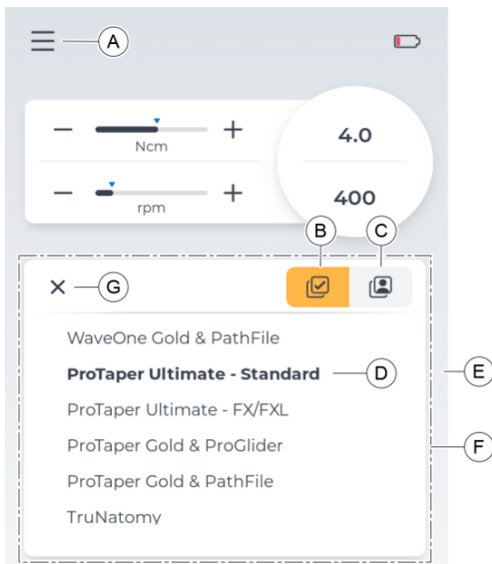 A
4.0
Ncm
400
rpm
B
C
G
WaveOne Gold & PathFile
ProTaper Ultimate - Standard
D
E
ProTaper Ultimate - FX/FXL
ProTaper Gold & ProGlider
F
ProTaper Gold & PathFile
TruNatomy